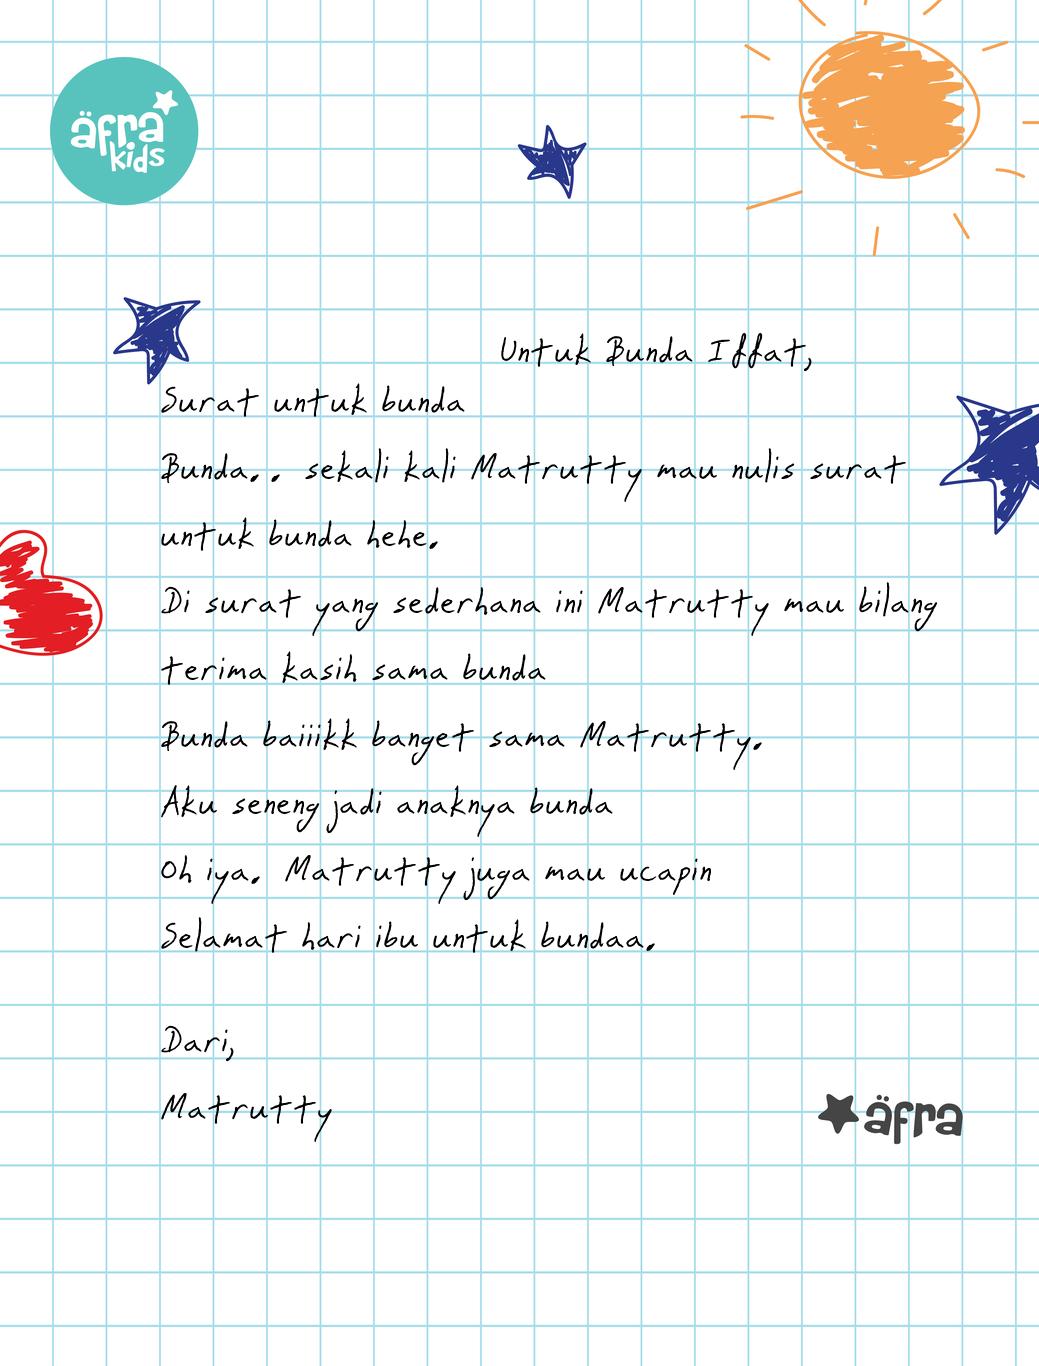 äfra
kids
Untuk Bunda Iffat,
Surat untuk bunda
Bunda.. sekali kali Matrutty mau nulis surat
untuk bunda hehe.
Di surat yang sederhana ini Matrutty mau bilang
terima kasih sama bunda
Bunda baiiikk banget sama Matrutty.
Aku seneng jadi anaknya bunda
Oh iya. Matrutty juga mau ucapin
Selamat hari ibu untuk bundaa.
Dari,
Matrutty
äfra